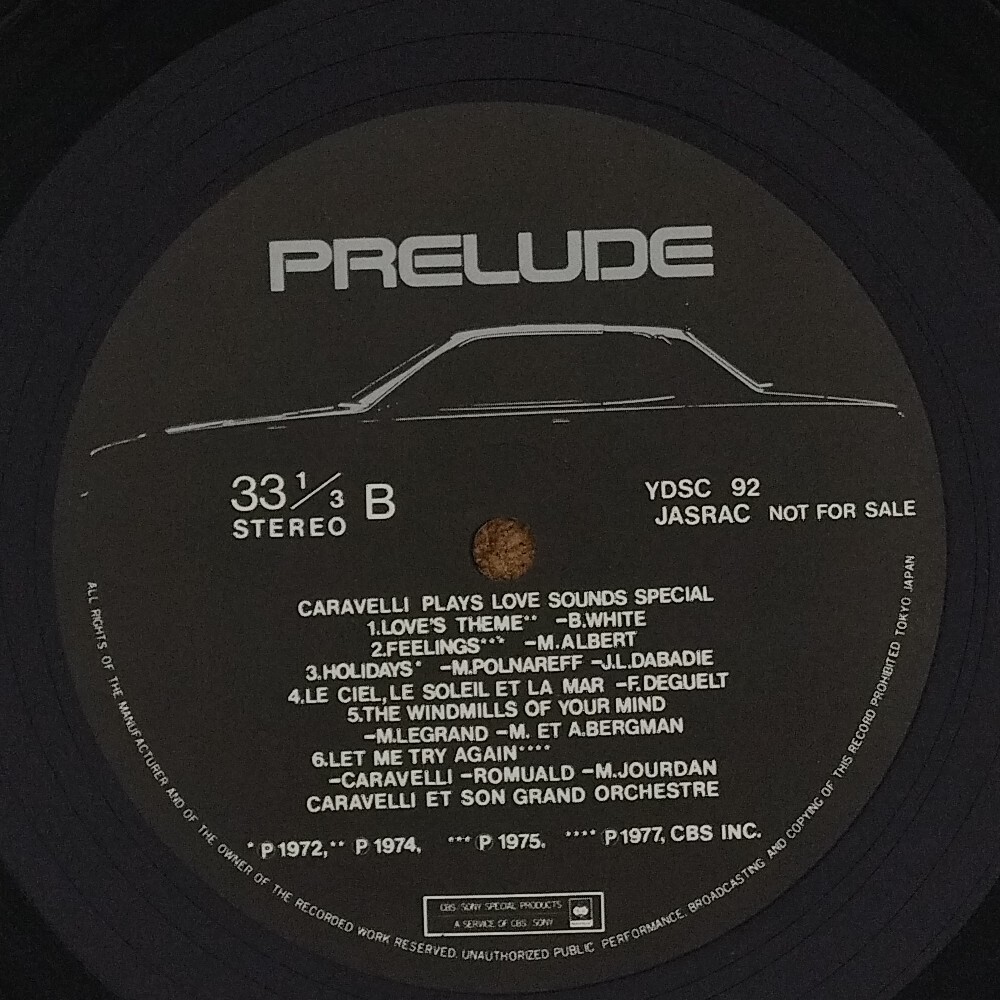 PRELUDE
33 1/3 B
STEREO
YDSC 92
JASRAC NOT FOR SALE
CARAVELLI PLAYS LOVE SOUNDS SPECIAL
1.LOVE'S THEME** -B.WHITE
2.FEELINGS*** -M.ALBERT
3.HOLIDAYS* -M.POLNAREFF -J.L.DABADIE
4.LE CIEL, LE SOLEIL ET LA MAR -F.DEGUELT
5.THE WINDMILLS OF YOUR MIND
-M.LEGRAND -M. ET A.BERGMAN
6.LET ME TRY AGAIN****
-CARAVELLI -ROMUALD -M.JOURDAN
CARAVELLI ET SON GRAND ORCHESTRE
* ℗ 1972, ** ℗ 1974, *** ℗ 1975. **** ℗ 1977, CBS INC.
CBS/SONY SPECIAL PRODUCTS
A SERVICE OF CBS/SONY
ALL RIGHTS OF THE MANUFACTURER AND OF THE OWNER OF THE RECORDED WORK RESERVED. UNAUTHORIZED PUBLIC PERFORMANCE, BROADCASTING AND COPYING OF THIS RECORD PROHIBITED TOKYO JAPAN